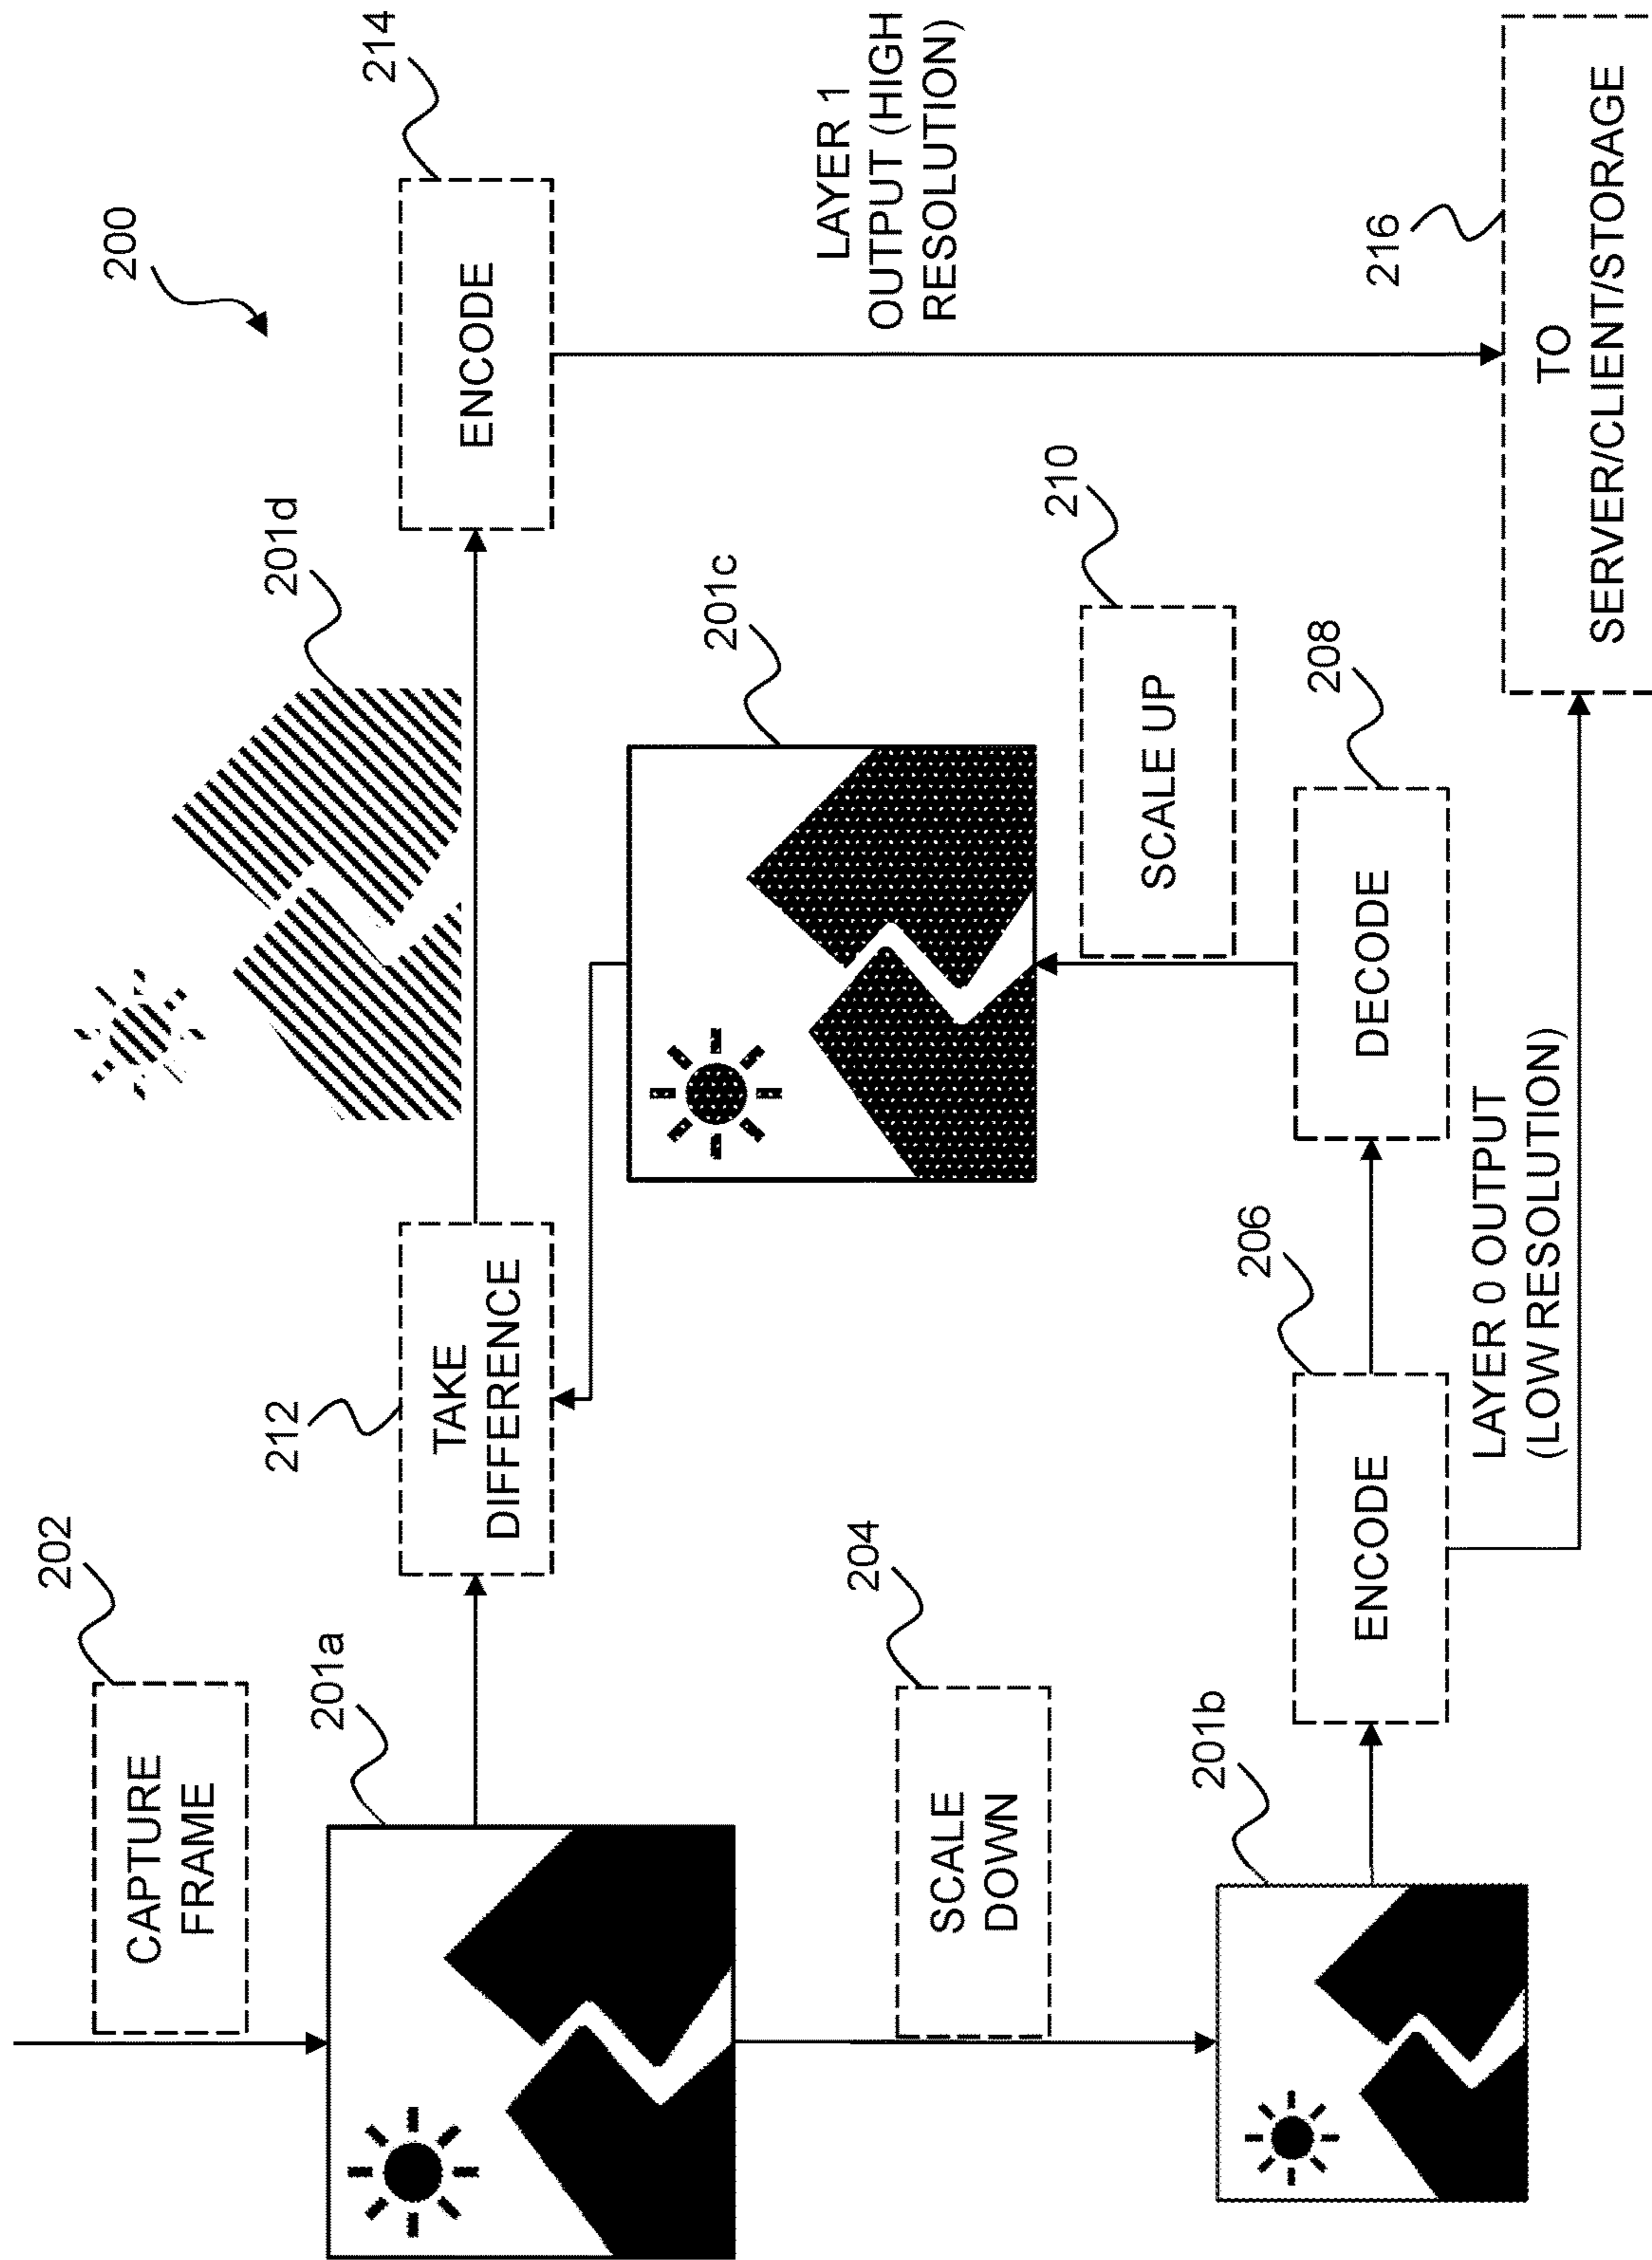 200
202
CAPTURE
FRAME
201a
212
TAKE
DIFFERENCE
201d
214
ENCODE
201c
LAYER 1
OUTPUT (HIGH
RESOLUTION)
204
SCALE
DOWN
210
SCALE UP
201b
206
ENCODE
208
DECODE
216
LAYER 0 OUTPUT
(LOW RESOLUTION)
TO
SERVER/CLIENT/STORAGE